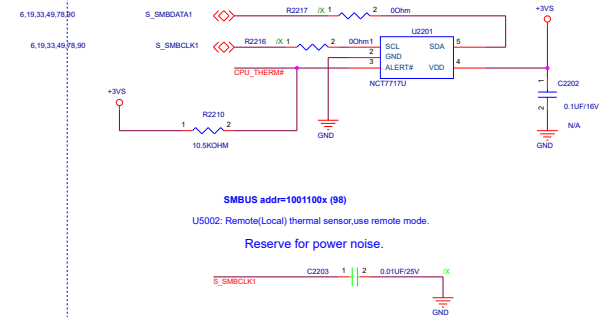 6,19,33,49,78,90 S_SMBDATA1 R2217 /X 1 2 0Ohm +3VS
U2201
6,19,33,49,78,90 S_SMBCLK1 R2216 /X 1 2 0Ohm 1 SCL SDA 5
2 GND
3 ALERT# VDD 4
CPU_THERM#
NCT7717U
+3VS
1 C2202
2 0.1UF/16V
R2210
1 2
N/A
GND
GND
10.5KOHM
SMBUS addr=1001100x (98)
U5002: Remote(Local) thermal sensor,use remote mode.
Reserve for power noise.
C2203 1 2 0.01UF/25V /X
S_SMBCLK1
GND